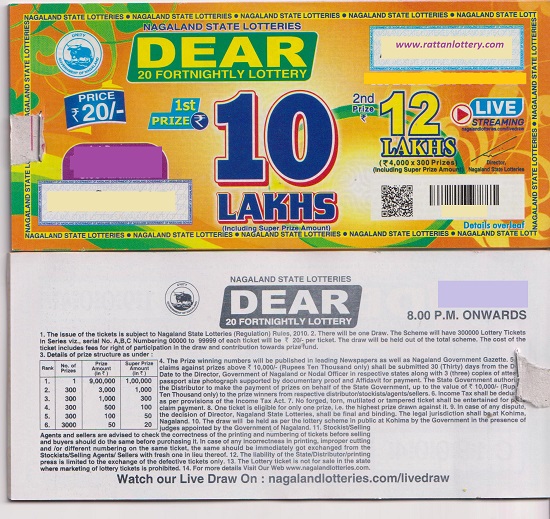 NAGALAND STATE LOTTERIES
NAGALAND STATE LOTTERIES
DEAR
20 FORTNIGHTLY LOTTERY
www.rattanlottery.com
PRICE
₹20/-
1st
PRIZE ₹
10
LAKHS
(Including Super Prize Amount)
2nd
Prize ₹
12
LAKHS
(₹4,000 x 300 Prizes)
(Including Super Prize Amount)
LIVE
STREAMING
nagalandlotteries.com/livedraw
Director,
Nagaland State Lotteries
Details overleaf
NAGALAND STATE LOTTERIES NAGALAND STATE LOTTERIES NAGALAND STATE LOTTERIES
NAGALAND STATE LOTTERIES
DEAR
20 FORTNIGHTLY LOTTERY
8.00 P.M. ONWARDS
1. The issue of the tickets is subject to Nagaland State Lotteries (Regulation) Rules, 2010. 2. There will be one Draw. The Scheme will have 300000 Lottery Tickets
in Series viz., serial No. A,B,C Numbering 00000 to 99999 of each ticket will be ₹ 20/- per ticket. The draw will be held out of the total scheme. The cost of the
ticket includes fees for right of participation in the draw and contribution towards prize fund.
3. Details of prize structure as under :
Rank No. of Prizes Prize Amount (in ₹) Super Prize Amount (in ₹)
1. 1 9,00,000 1,00,000
2. 300 3,000 1,000
3. 300 1,000 300
4. 300 500 100
5. 300 100 50
6. 3000 50 20
4. The Prize winning numbers will be published in leading Newspapers as well as Nagaland Government Gazette. 5.
claims against prizes above ₹ 10,000/- (Rupees Ten Thousand only) shall be submitted 30 (Thirty) days from the D
Date to the Director, Government of Nagaland or Nodal Officer in respective states along with 3 (three) copies of attes
passport size photograph supported by documentary proof and Affidavit for payment. The State Government author
the Distributor to make the payment of prizes on behalf of the State Government, up to the value of ₹ 10,000/- (Rup
Ten Thousand only) to the prize winners from respective distributor/stockists/agents/sellers. 6. Income Tax shall be deduc
as per provisions of the Income Tax Act. 7. No forged, torn, mutilated or tampered ticket shall be entertained for p
claim payment. 8. One ticket is eligible for only one prize, i.e. the highest prize drawn against it. 9. In case of any dispute,
the decision of Director, Nagaland State Lotteries, shall be final and binding. The legal jurisdiction shall be Kohima,
Nagaland. 10. The draw will be held as per the lottery scheme in public at Kohima by the Government in the presence of
judges appointed by the Government of Nagaland. 11. Stockist/Selling
Agents and sellers are advised to check the correctness of the printing and numbering of tickets before selling
and buyers should do the same before purchasing it. In case of any incorrectness in printing, improper cutting
and /or different numbering on the same ticket, the same should be immediately got exchanged from the
Stockists/Selling Agents/ Sellers with fresh one in lieu thereof. 12. The liability of the State/Distributor/printing
press is limited to the exchange of the defective tickets only. 13. The Lottery ticket is not for sale in the state
where marketing of lottery tickets is prohibited. 14. For more details Visit Our Web www.nagalandlotteries.com.
Watch our Live Draw On : nagalandlotteries.com/livedraw